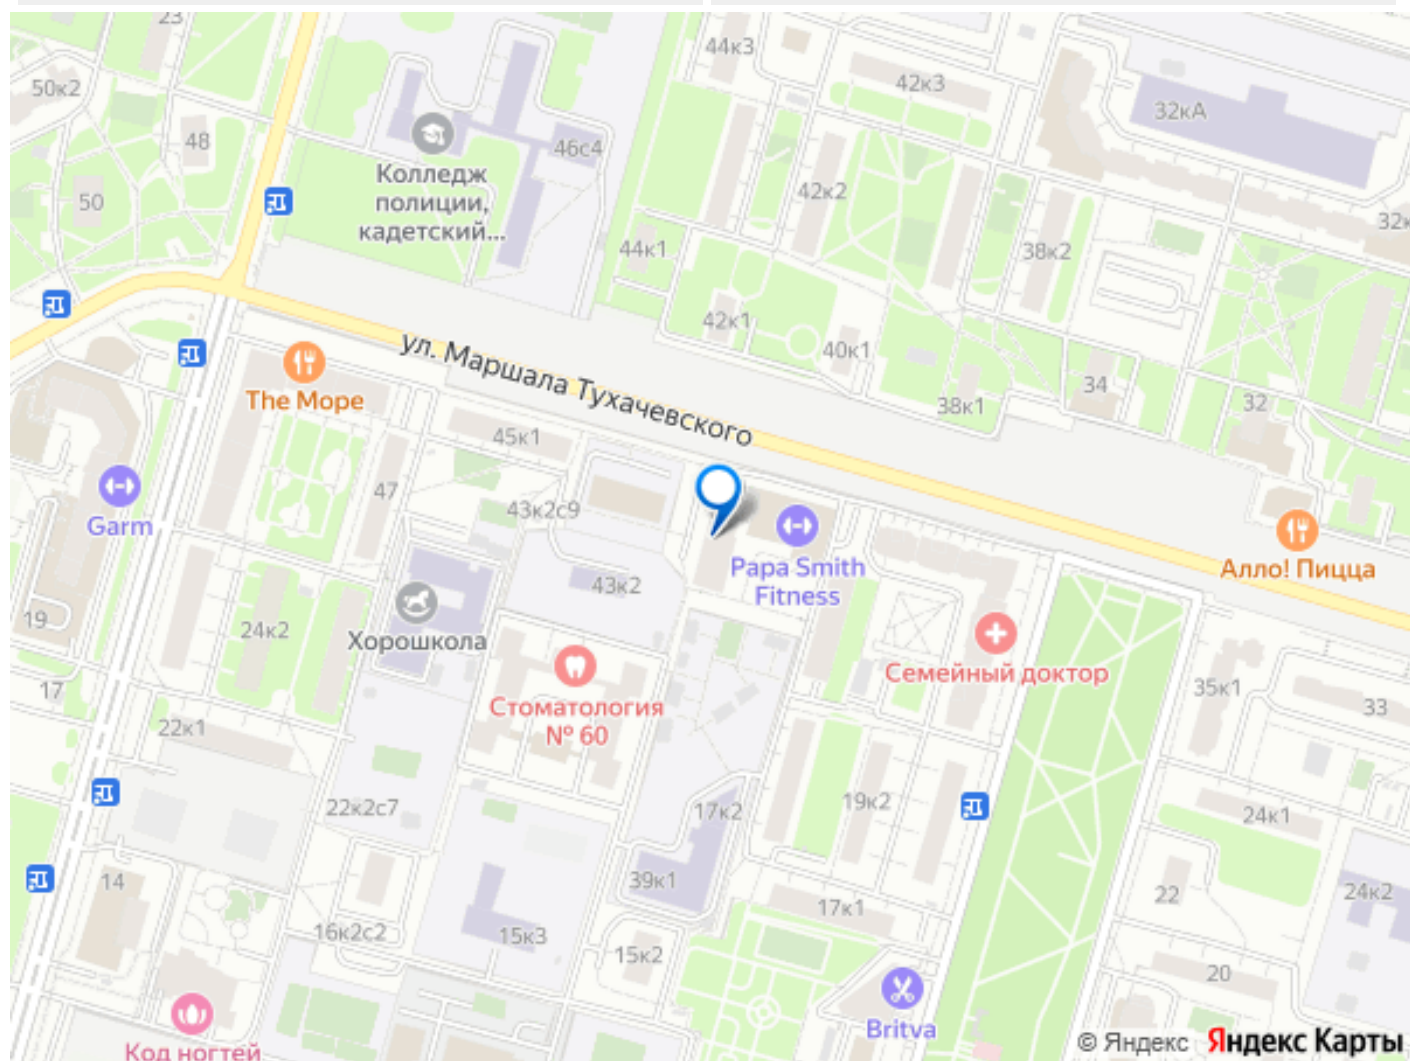 23
50к2
48
50
Колледж
полиции,
кадетский...
46с4
44к3
42к3
32кА
42к2
44к1
38к2
32к
42к1
40к1
38к1
34
32
ул. Маршала Тухачевского
The Море
45к1
47
43к2с9
Garm
Papa Smith
Fitness
Алло! Пицца
43к2
19
24к2
Хорошкола
Семейный доктор
17
22к1
Стоматология
№ 60
35к1
33
22к2с7
17к2
19к2
24к1
14
39к1
22
24к2
16к2с2
15к3
17к1
15к2
20
Britva
Код ногтей
© Яндекс Яндекс Карты